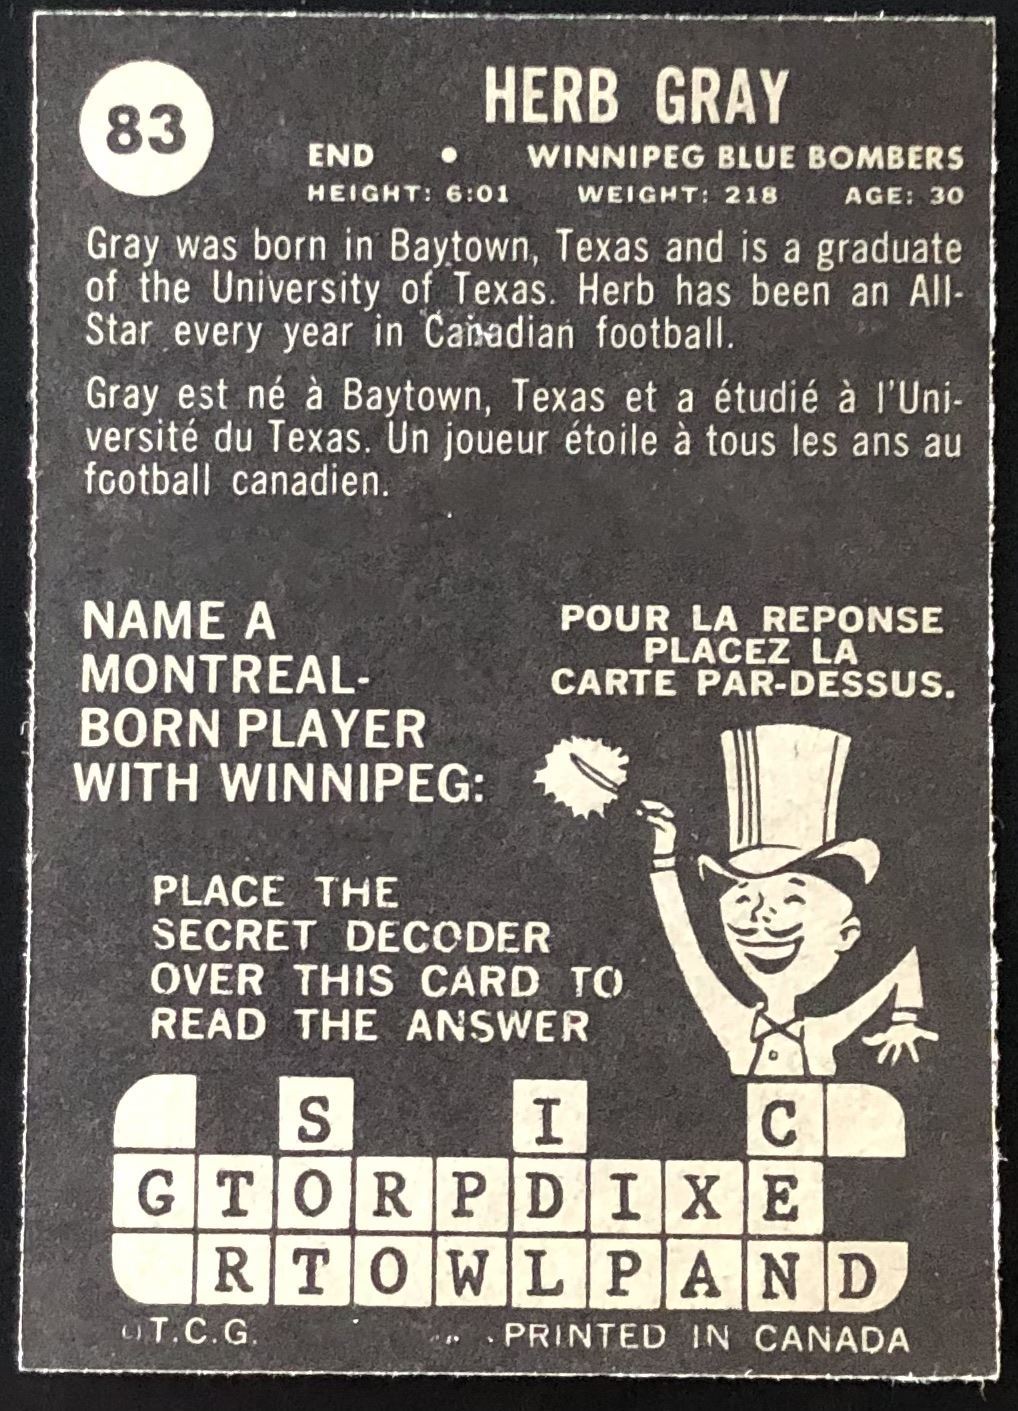 83
HERB GRAY
END • WINNIPEG BLUE BOMBERS
HEIGHT: 6:01 WEIGHT: 218 AGE: 30
Gray was born in Baytown, Texas and is a graduate
of the University of Texas. Herb has been an All-
Star every year in Canadian football.
Gray est né à Baytown, Texas et a étudié à l'Uni-
versité du Texas. Un joueur étoile à tous les ans au
football canadien.
NAME A
MONTREAL-
BORN PLAYER
WITH WINNIPEG:
POUR LA REPONSE
PLACEZ LA
CARTE PAR-DESSUS.
PLACE THE
SECRET DECODER
OVER THIS CARD TO
READ THE ANSWER
S I C
G T O R P D I X E
R T O W L P A N D
T.C.G. PRINTED IN CANADA